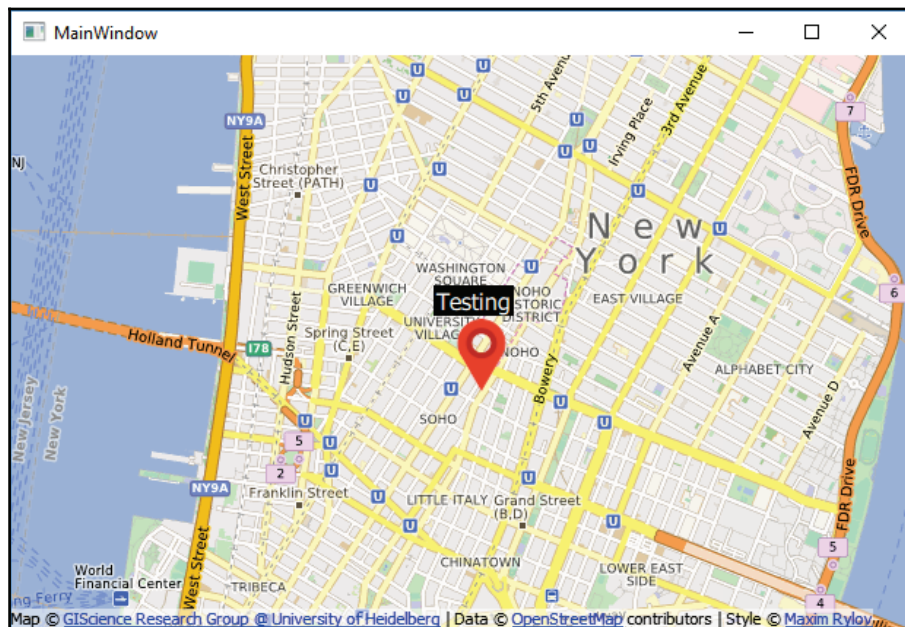 MainWindow
5th Avenue
Irving Place
3rd Avenue
7
NY9A
NJ
West Street
FDR Drive
Christopher
Street (PATH)
New
York
WASHINGTON
SQUARE
GREENWICH
VILLAGE
NOHO
HISTORIC
DISTRICT
EAST VILLAGE
6
Testing
Hudson Street
Spring Street
(C,E)
UNIVERSITY
VILLAGE
Holland Tunnel
I78
NOHO
Bowery
Avenue A
ALPHABET CITY
Avenue D
New Jersey
New York
SOHO
5
2
NY9A
Franklin Street
LITTLE ITALY
Grand Street
(B,D)
FDR Drive
West Street
World
Financial Center
CHINATOWN
LOWER EAST
SIDE
5
TRIBECA
4
Map © GIScience Research Group @ University of Heidelberg | Data © OpenStreetMap contributors | Style © Maxim Rylov